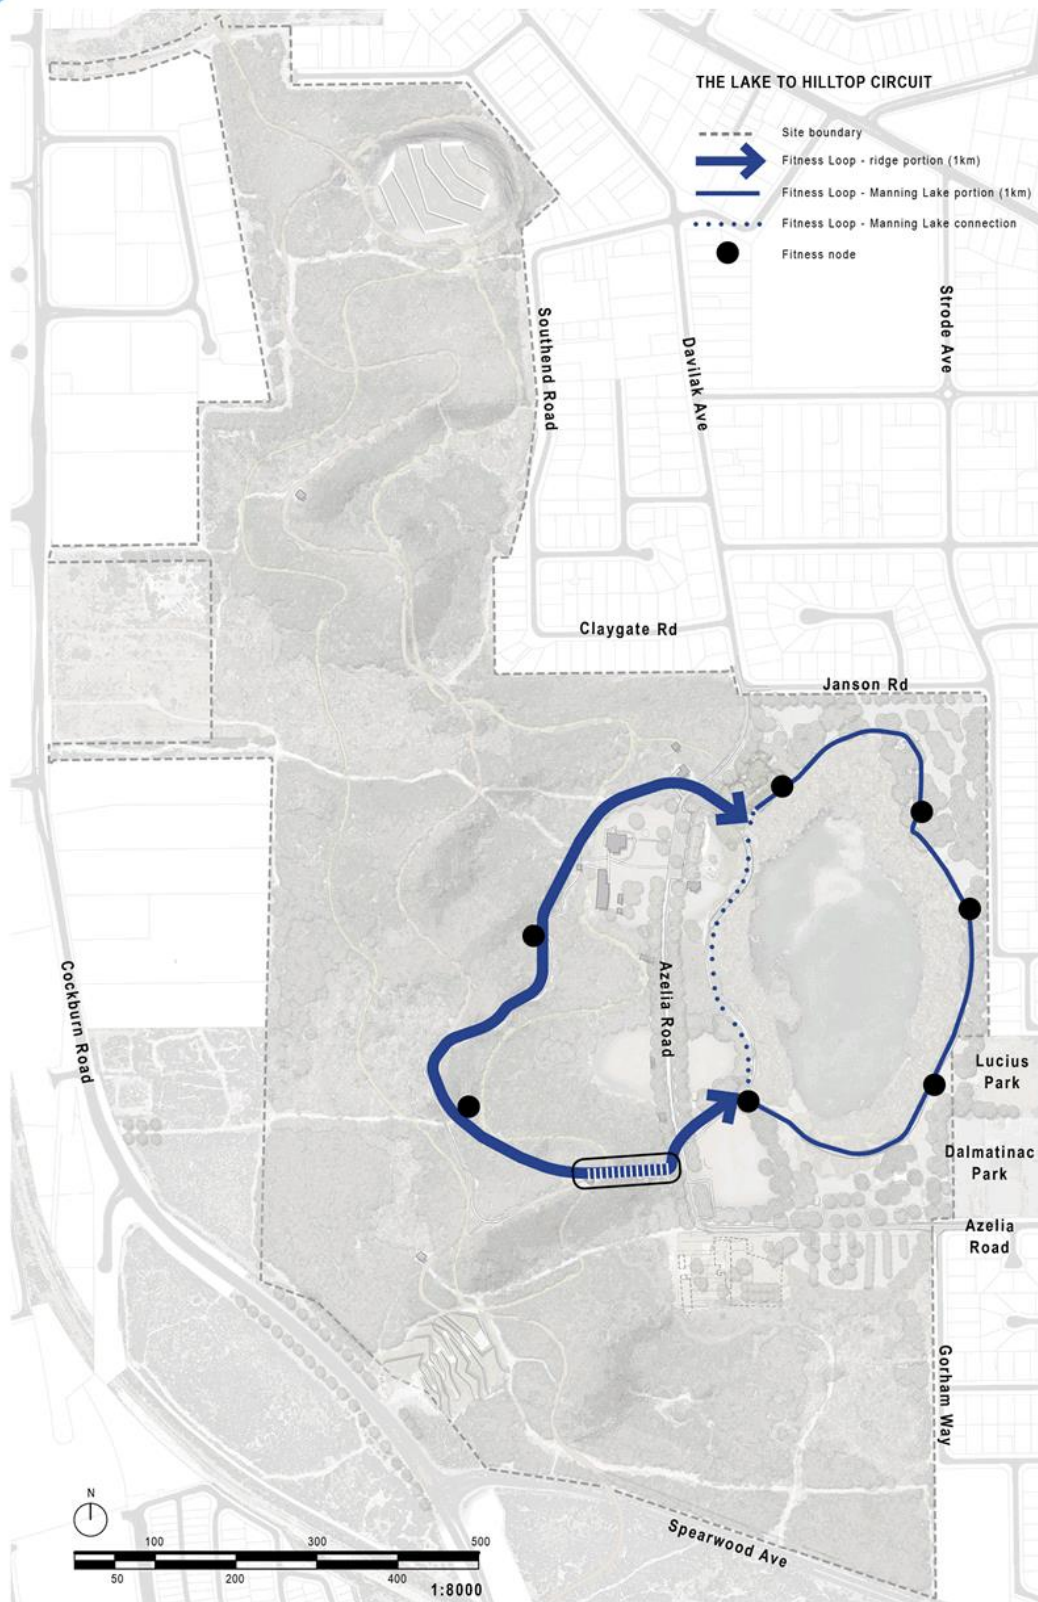 THE LAKE TO HILLTOP CIRCUIT
Site boundary
Fitness Loop - ridge portion (1km)
Fitness Loop - Manning Lake portion (1km)
Fitness Loop - Manning Lake connection
Fitness node
Strode Ave
Southend Road
Davilak Ave
Claygate Rd
Janson Rd
Cockburn Road
Azelia Road
Lucius
Park
Dalmatinac
Park
Azelia
Road
Gorham Way
Spearwood Ave
N
100 300 500
50 200 400
1:8000